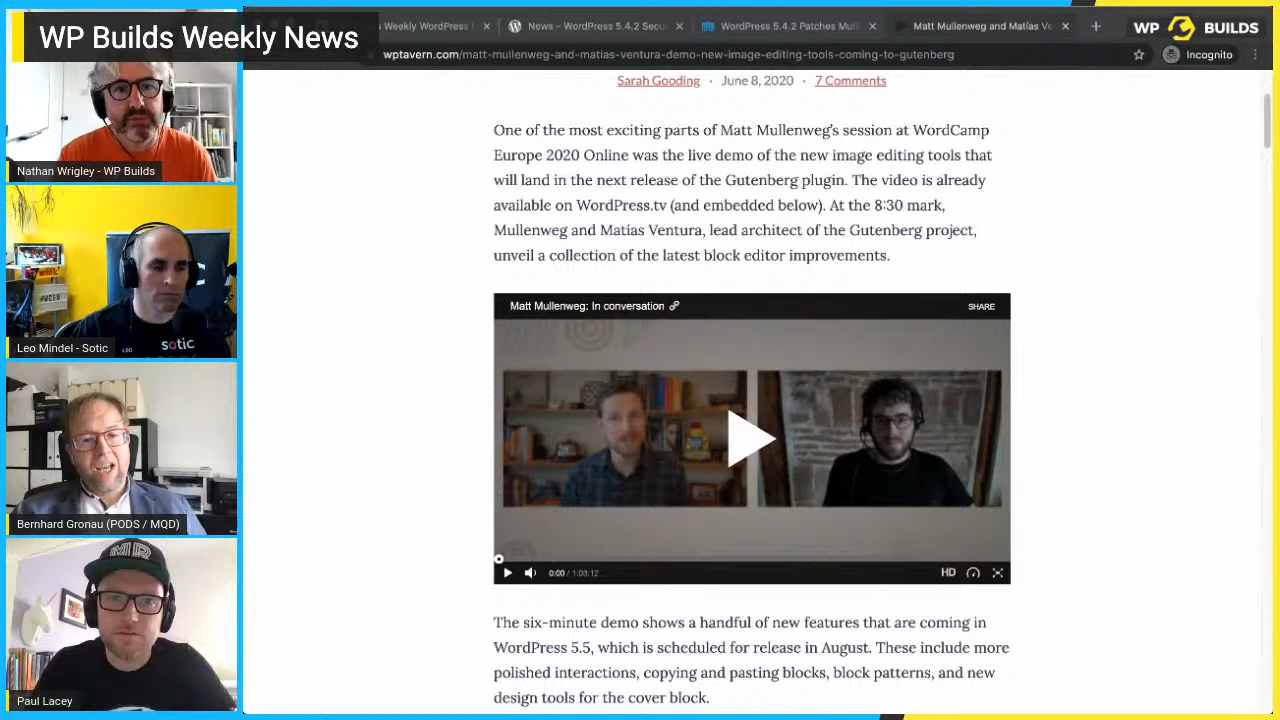 WP Builds Weekly News
s Weekly WordPress
News – WordPress 5.4.2 Secu
WordPress 5.4.2 Patches Mul
Matt Mullenweg and Matías Ve
WP BUILDS
wptavern.com/matt-mullenweg-and-matias-ventura-demo-new-image-editing-tools-coming-to-gutenberg
Incognito
Sarah Gooding · June 8, 2020 · 7 Comments
One of the most exciting parts of Matt Mullenweg's session at WordCamp
Europe 2020 Online was the live demo of the new image editing tools that
will land in the next release of the Gutenberg plugin. The video is already
available on WordPress.tv (and embedded below). At the 8:30 mark,
Mullenweg and Matías Ventura, lead architect of the Gutenberg project,
unveil a collection of the latest block editor improvements.
Matt Mullenweg: In conversation
SHARE
0:00 / 1:03:12
HD
The six-minute demo shows a handful of new features that are coming in
WordPress 5.5, which is scheduled for release in August. These include more
polished interactions, copying and pasting blocks, block patterns, and new
design tools for the cover block.
Nathan Wrigley - WP Builds
#WCEU
LEO
sotic
Leo Mindel - Sotic
Bernhard Gronau (PODS / MQD)
MR
Paul Lacey